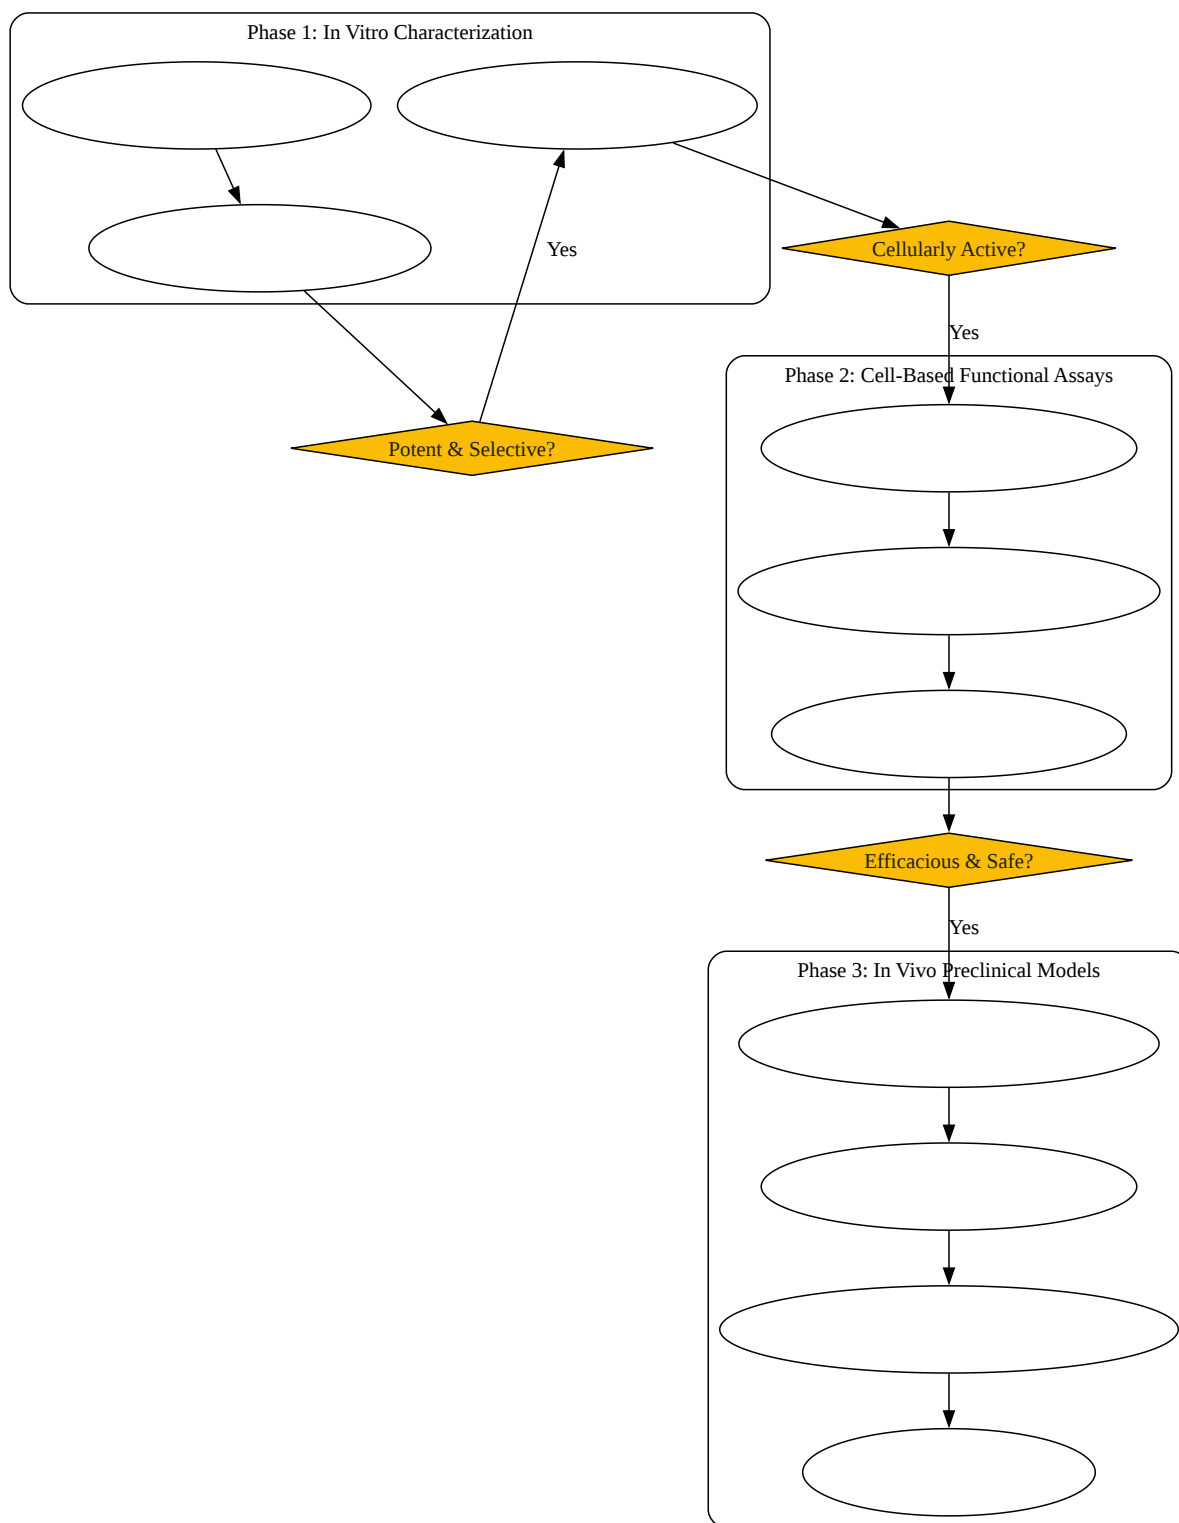 Phase 1: In Vitro Characterization
Yes
Cellularly Active?
Potent & Selective?
Yes
Phase 2: Cell-Based Functional Assays
Efficacious & Safe?
Yes
Phase 3: In Vivo Preclinical Models